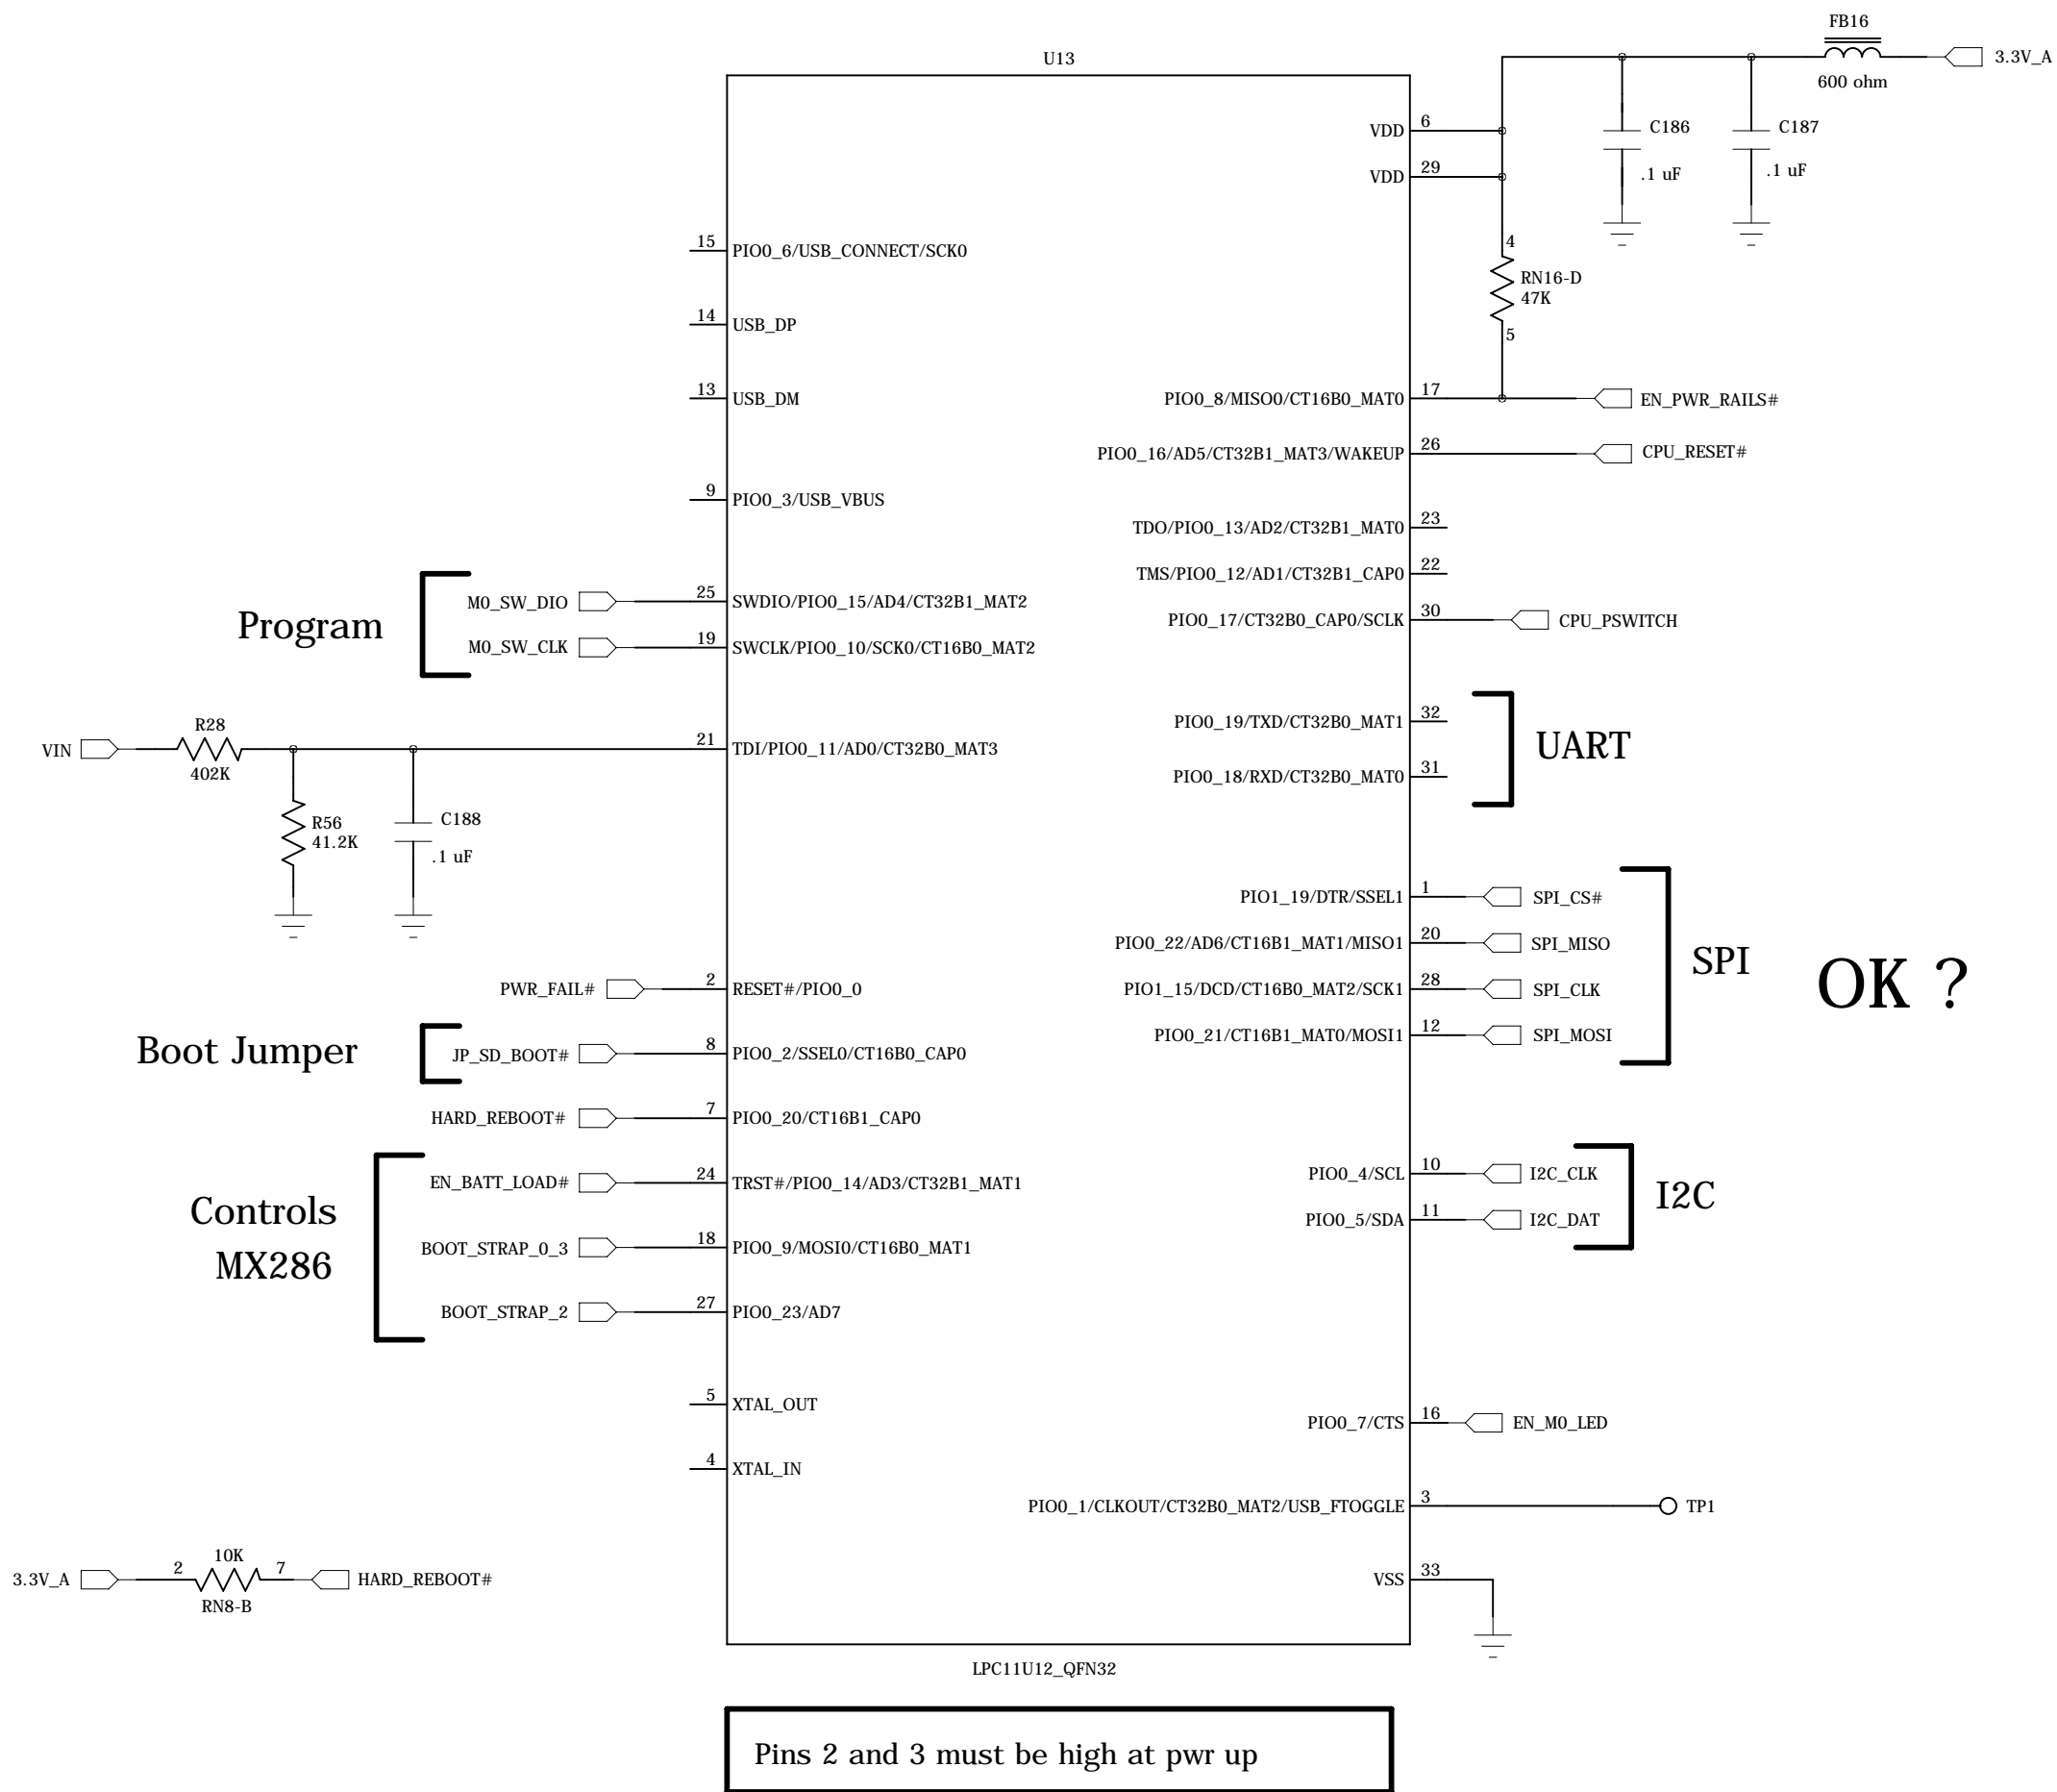 FB16
3.3V_A
600 ohm
U13
VDD 6
C186
.1 uF
C187
.1 uF
VDD 29
15 PIO0_6/USB_CONNECT/SCK0
4
RN16-D
47K
5
14 USB_DP
13 USB_DM
PIO0_8/MISO0/CT16B0_MAT0 17 EN_PWR_RAILS#
PIO0_16/AD5/CT32B1_MAT3/WAKEUP 26 CPU_RESET#
9 PIO0_3/USB_VBUS
TDO/PIO0_13/AD2/CT32B1_MAT0 23
TMS/PIO0_12/AD1/CT32B1_CAP0 22
Program
M0_SW_DIO 25 SWDIO/PIO0_15/AD4/CT32B1_MAT2
PIO0_17/CT32B0_CAP0/SCLK 30 CPU_PSWITCH
M0_SW_CLK 19 SWCLK/PIO0_10/SCK0/CT16B0_MAT2
PIO0_19/TXD/CT32B0_MAT1 32
UART
PIO0_18/RXD/CT32B0_MAT0 31
VIN
R28
402K
21 TDI/PIO0_11/AD0/CT32B0_MAT3
R56
41.2K
C188
.1 uF
PIO1_19/DTR/SSEL1 1 SPI_CS#
PIO0_22/AD6/CT16B1_MAT1/MISO1 20 SPI_MISO
SPI
OK ?
PIO1_15/DCD/CT16B0_MAT2/SCK1 28 SPI_CLK
PIO0_21/CT16B1_MAT0/MOSI1 12 SPI_MOSI
PWR_FAIL# 2 RESET#/PIO0_0
Boot Jumper
JP_SD_BOOT# 8 PIO0_2/SSEL0/CT16B0_CAP0
HARD_REBOOT# 7 PIO0_20/CT16B1_CAP0
Controls
MX286
EN_BATT_LOAD# 24 TRST#/PIO0_14/AD3/CT32B1_MAT1
BOOT_STRAP_0_3 18 PIO0_9/MOSI0/CT16B0_MAT1
BOOT_STRAP_2 27 PIO0_23/AD7
PIO0_4/SCL 10 I2C_CLK
I2C
PIO0_5/SDA 11 I2C_DAT
5 XTAL_OUT
4 XTAL_IN
PIO0_7/CTS 16 EN_M0_LED
PIO0_1/CLKOUT/CT32B0_MAT2/USB_FTOGGLE 3 TP1
3.3V_A 2 10K 7 HARD_REBOOT#
RN8-B
VSS 33
LPC11U12_QFN32
Pins 2 and 3 must be high at pwr up